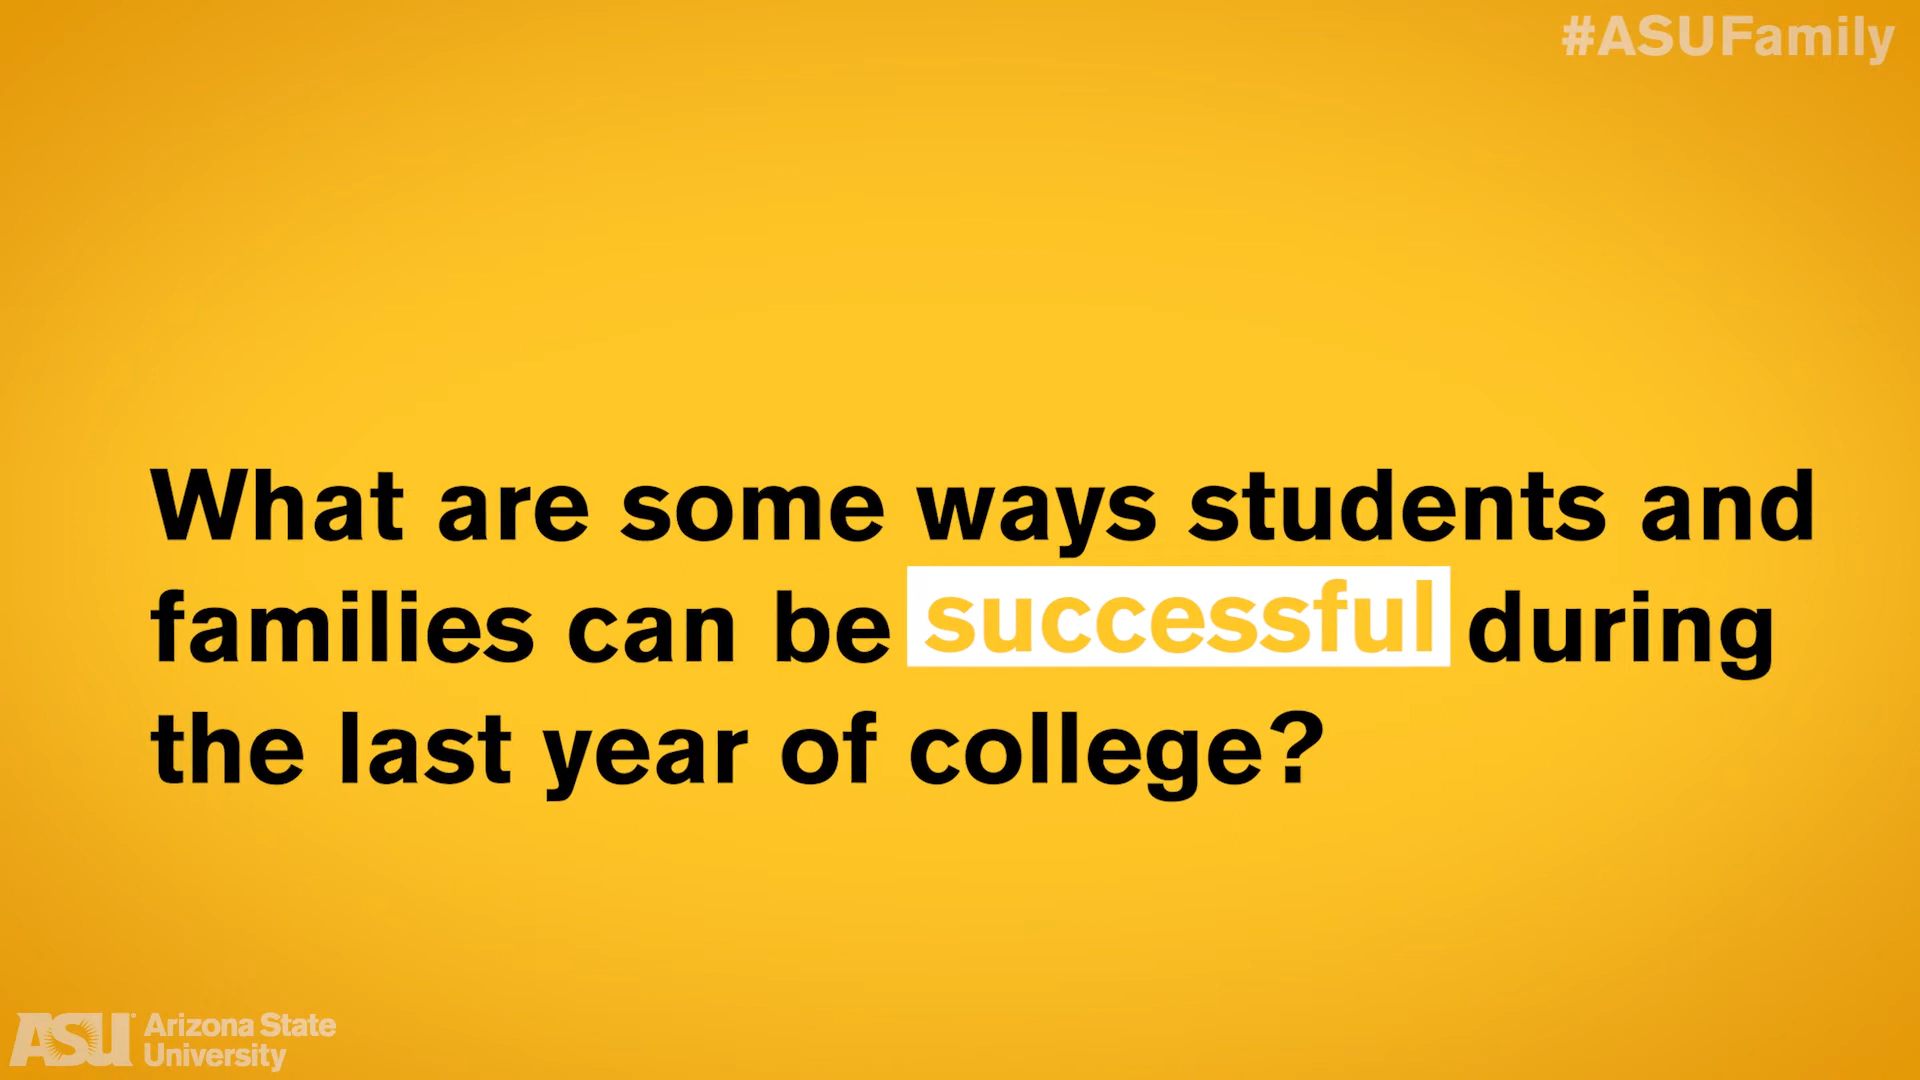 #ASUFamily
What are some ways students and
families can be successful during
the last year of college?
ASU Arizona State
University